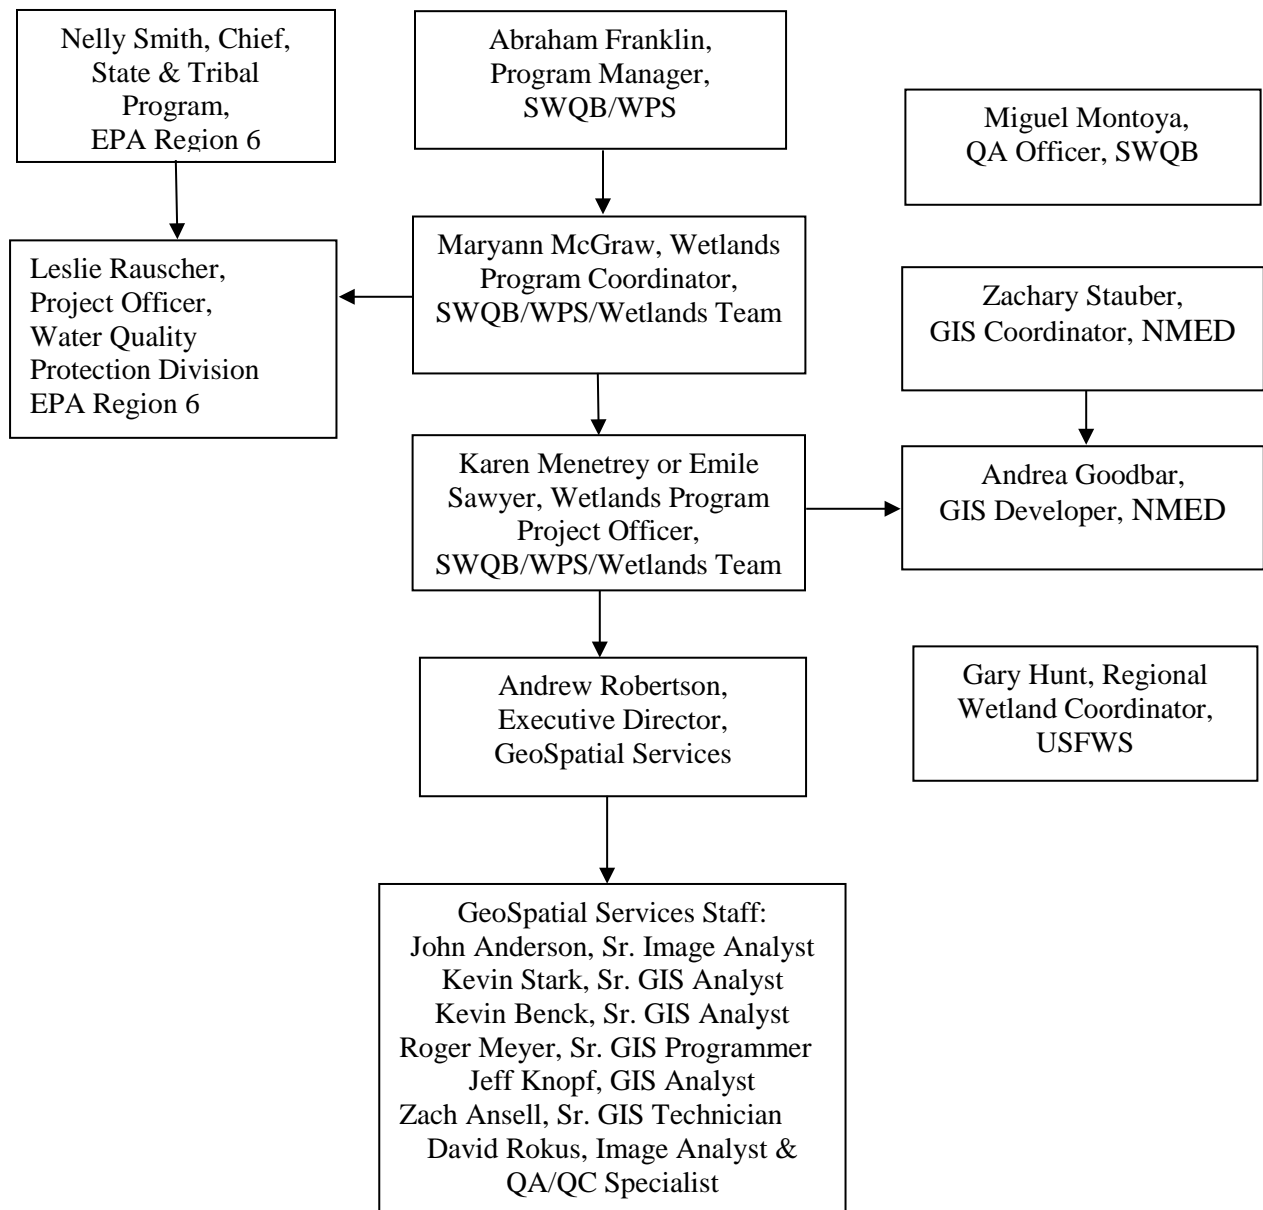 Nelly Smith, Chief,
State & Tribal
Program,
EPA Region 6
Abraham Franklin,
Program Manager,
SWQB/WPS
Miguel Montoya,
QA Officer, SWQB
Leslie Rauscher,
Project Officer,
Water Quality
Protection Division
EPA Region 6
Maryann McGraw, Wetlands
Program Coordinator,
SWQB/WPS/Wetlands Team
Zachary Stauber,
GIS Coordinator, NMED
Karen Menetrey or Emile
Sawyer, Wetlands Program
Project Officer,
SWQB/WPS/Wetlands Team
Andrea Goodbar,
GIS Developer, NMED
Andrew Robertson,
Executive Director,
GeoSpatial Services
Gary Hunt, Regional
Wetland Coordinator,
USFWS
GeoSpatial Services Staff:
John Anderson, Sr. Image Analyst
Kevin Stark, Sr. GIS Analyst
Kevin Benck, Sr. GIS Analyst
Roger Meyer, Sr. GIS Programmer
Jeff Knopf, GIS Analyst
Zach Ansell, Sr. GIS Technician
David Rokus, Image Analyst &
QA/QC Specialist